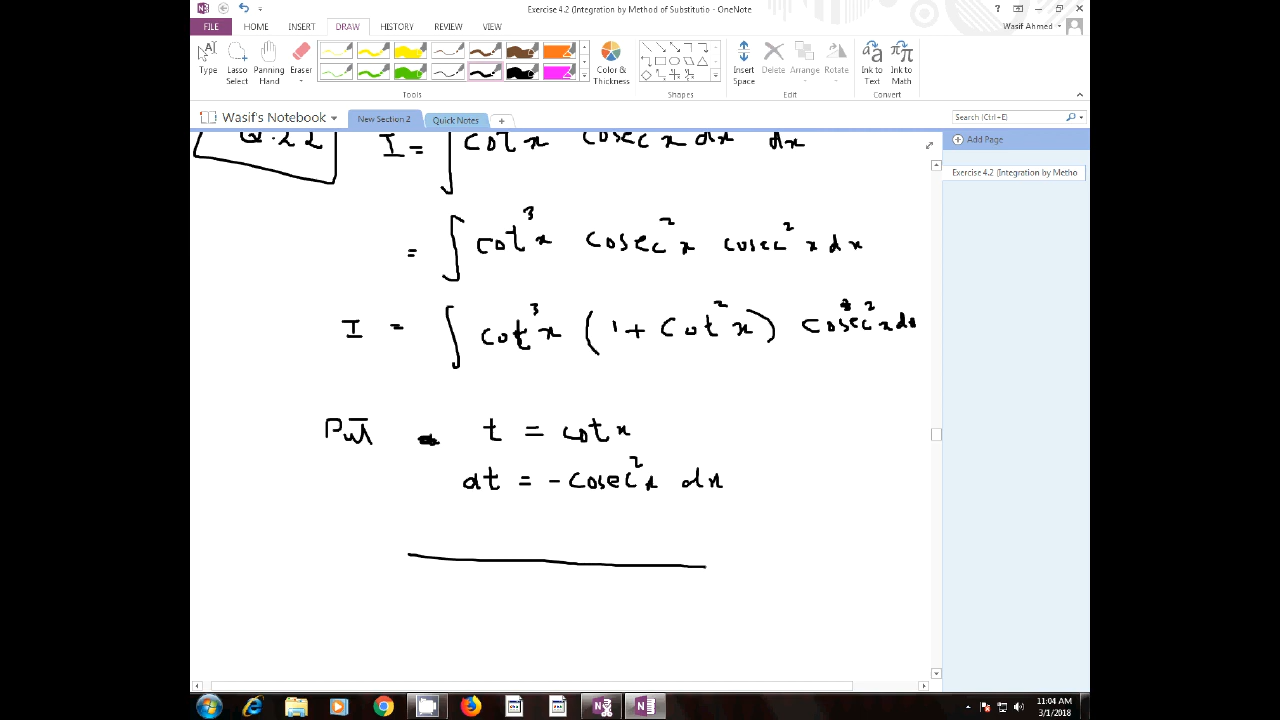 Exercise 4.2 (Integration by Method of Substitutio - OneNote
Wasif Ahmed
FILE HOME INSERT DRAW HISTORY REVIEW VIEW
Type Lasso Select Panning Hand Eraser Color & Thickness Insert Space Delete Arrange Rotate Ink to Text Ink to Math
Tools Shapes Edit Convert
Wasif's Notebook New Section 2 Quick Notes Search (Ctrl+E)
Add Page
Exercise 4.2 (Integration by Metho
Q.22 I = ∫ cot x cosec x dx dx
= ∫ cot³x cosec²x cosec²x dx
I = ∫ cot³x (1 + cot²x) cosec²x dx
Put t = cot x
dt = -cosec²x dx
11:04 AM
3/1/2018